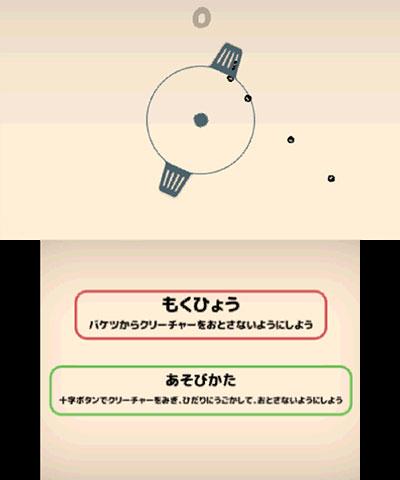 0
もくひょう
バケツからクリーチャーをおとさないようにしよう
あそびかた
十字ボタンでクリーチャーをみぎ、ひだりにうごかして、おとさないようにしよう